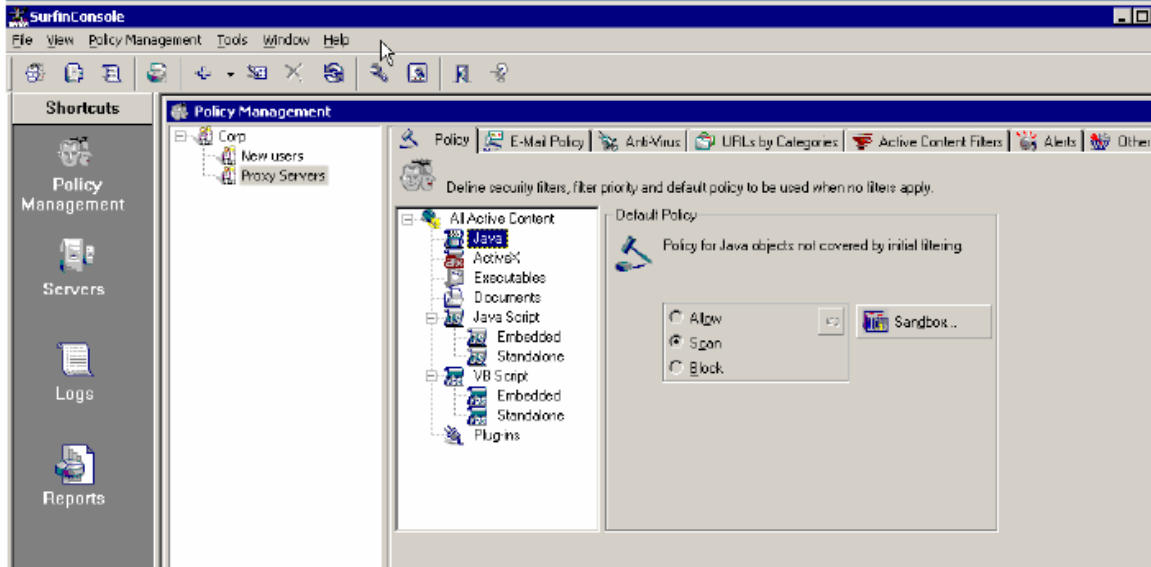 SurfinConsole
File View Policy Management Tools Window Help
Shortcuts
Policy Management
Servers
Logs
Reports
Policy Management
Corp
New users
Proxy Servers
Policy E-Mail Policy Anti-Virus URLs by Categories Active Content Filters Alerts Other
Define security filters, filter priority and default policy to be used when no filters apply.
All Active Content
Java
ActiveX
Executables
Documents
Java Script
Embedded
Standalone
VB Script
Embedded
Standalone
Plug-ins
Default Policy
Policy for Java objects not covered by initial filtering.
Allow
Scan
Block
Sandbox...